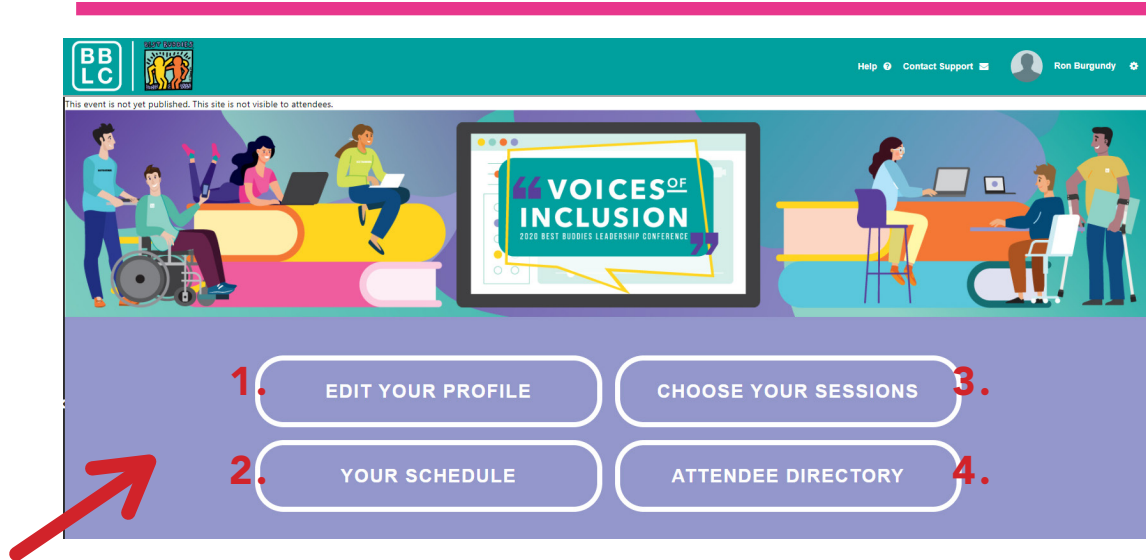 BB
LC
BEST BUDDIES
Help
Contact Support
Ron Burgundy
This event is not yet published. This site is not visible to attendees.
“VOICES OF
INCLUSION
2020 BEST BUDDIES LEADERSHIP CONFERENCE”
1. EDIT YOUR PROFILE
CHOOSE YOUR SESSIONS 3.
2. YOUR SCHEDULE
ATTENDEE DIRECTORY 4.